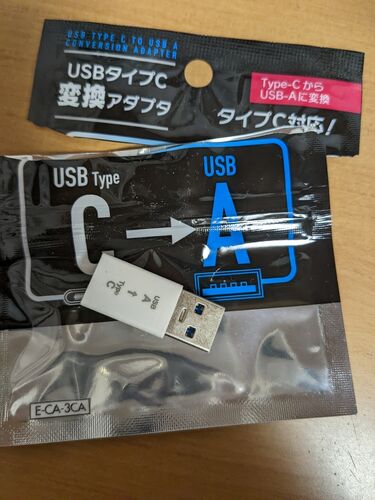 USB TYPE C TO USB A
CONVERSION ADAPTER
USBタイプC
変換アダプタ
Type-Cから
USB-Aに変換
タイプC対応!
USB Type
C → A
USB
USB
A
↑
Type
C
E-CA-3CA